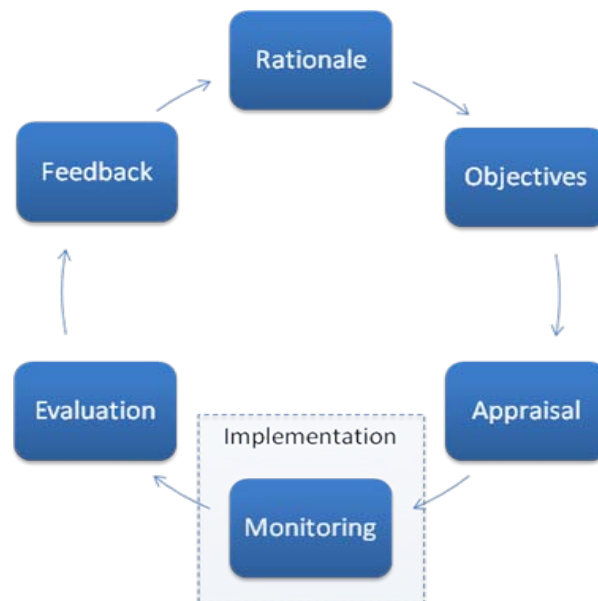 Rationale
Objectives
Appraisal
Implementation
Monitoring
Evaluation
Feedback